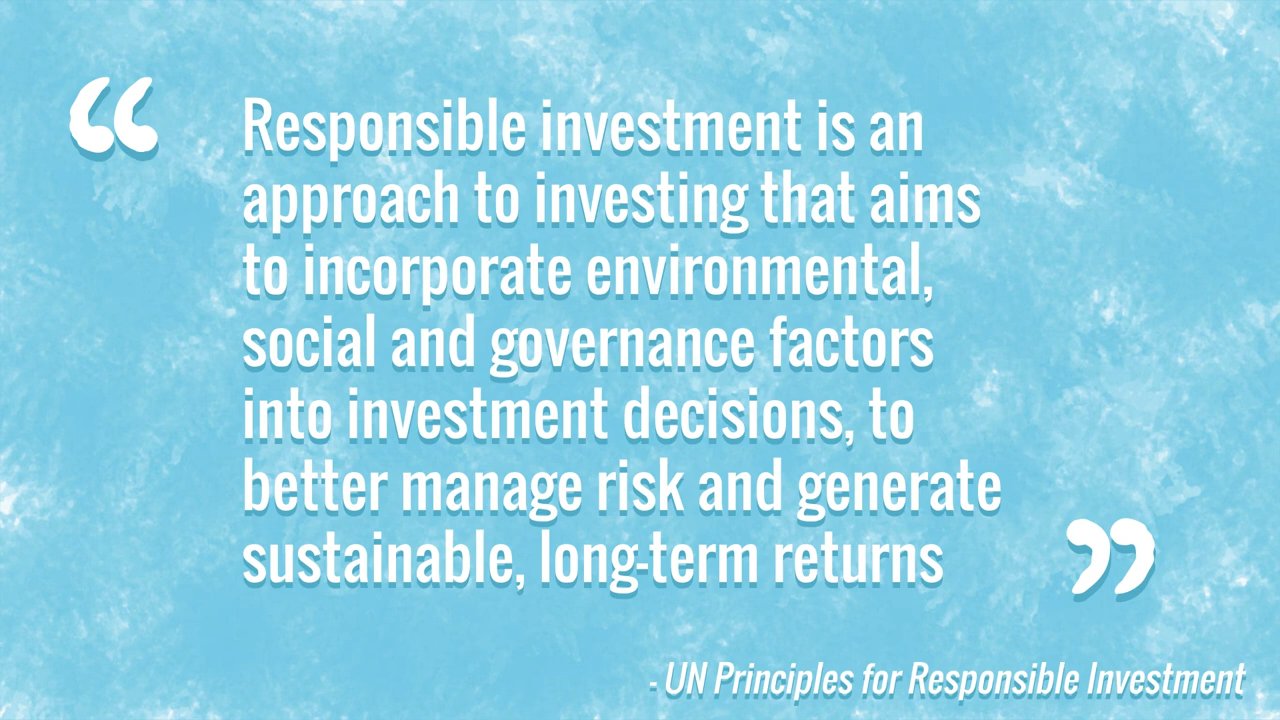 “ Responsible investment is an
approach to investing that aims
to incorporate environmental,
social and governance factors
into investment decisions, to
better manage risk and generate
sustainable, long-term returns ”
- UN Principles for Responsible Investment